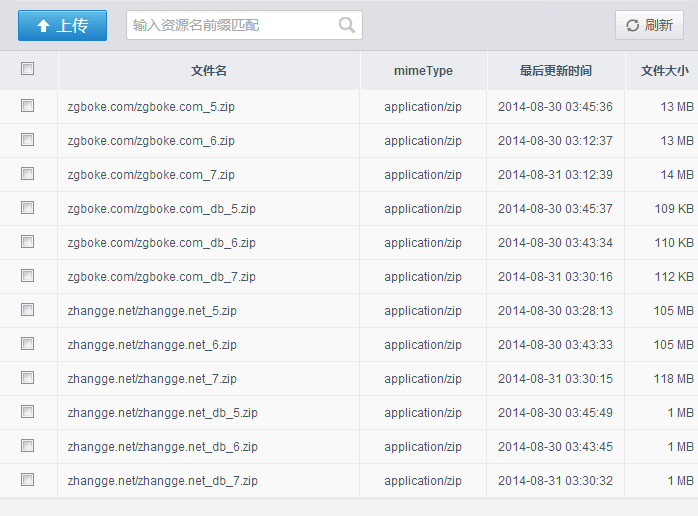 上传 输入资源名前缀匹配 刷新
文件名 mimeType 最后更新时间 文件大小
zgboke.com/zgboke.com_5.zip application/zip 2014-08-30 03:45:36 13 MB
zgboke.com/zgboke.com_6.zip application/zip 2014-08-30 03:12:37 13 MB
zgboke.com/zgboke.com_7.zip application/zip 2014-08-31 03:12:39 14 MB
zgboke.com/zgboke.com_db_5.zip application/zip 2014-08-30 03:45:37 109 KB
zgboke.com/zgboke.com_db_6.zip application/zip 2014-08-30 03:43:34 110 KB
zgboke.com/zgboke.com_db_7.zip application/zip 2014-08-31 03:30:16 112 KB
zhangge.net/zhangge.net_5.zip application/zip 2014-08-30 03:28:13 105 MB
zhangge.net/zhangge.net_6.zip application/zip 2014-08-30 03:43:33 105 MB
zhangge.net/zhangge.net_7.zip application/zip 2014-08-31 03:30:15 118 MB
zhangge.net/zhangge.net_db_5.zip application/zip 2014-08-30 03:45:49 1 MB
zhangge.net/zhangge.net_db_6.zip application/zip 2014-08-30 03:43:45 1 MB
zhangge.net/zhangge.net_db_7.zip application/zip 2014-08-31 03:30:32 1 MB